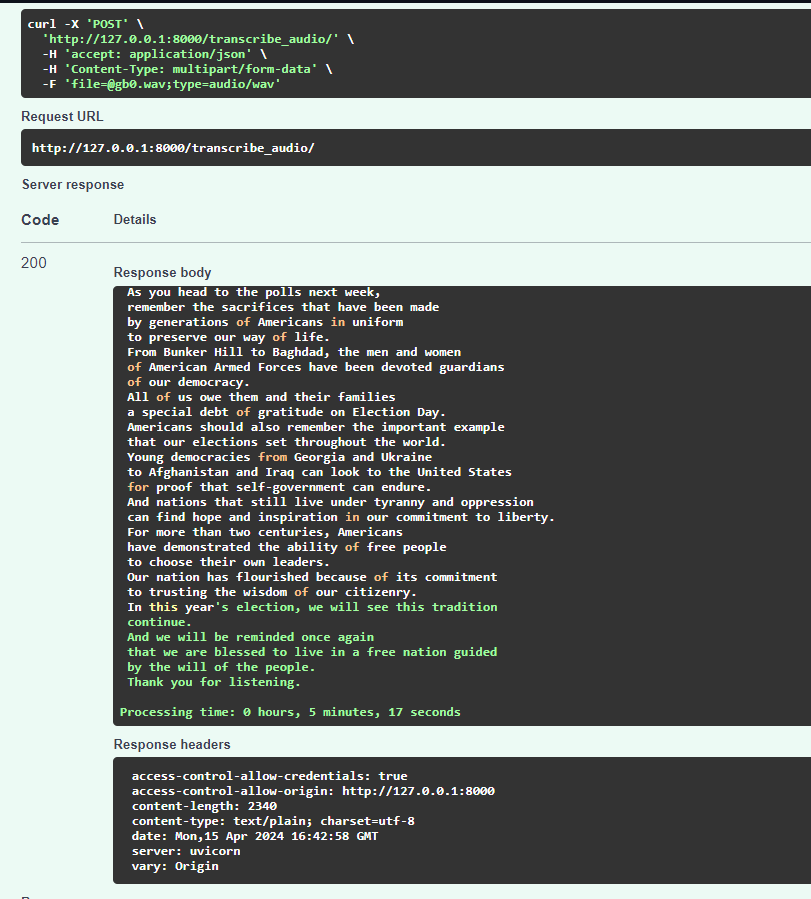 curl -X 'POST' \
'http://127.0.0.1:8000/transcribe_audio/' \
-H 'accept: application/json' \
-H 'Content-Type: multipart/form-data' \
-F 'file=@gb0.wav;type=audio/wav'
Request URL
http://127.0.0.1:8000/transcribe_audio/
Server response
Code Details
200
Response body
As you head to the polls next week,
remember the sacrifices that have been made
by generations of Americans in uniform
to preserve our way of life.
From Bunker Hill to Baghdad, the men and women
of American Armed Forces have been devoted guardians
of our democracy.
All of us owe them and their families
a special debt of gratitude on Election Day.
Americans should also remember the important example
that our elections set throughout the world.
Young democracies from Georgia and Ukraine
to Afghanistan and Iraq can look to the United States
for proof that self-government can endure.
And nations that still live under tyranny and oppression
can find hope and inspiration in our commitment to liberty.
For more than two centuries, Americans
have demonstrated the ability of free people
to choose their own leaders.
Our nation has flourished because of its commitment
to trusting the wisdom of our citizenry.
In this year's election, we will see this tradition
continue.
And we will be reminded once again
that we are blessed to live in a free nation guided
by the will of the people.
Thank you for listening.
Processing time: 0 hours, 5 minutes, 17 seconds
Response headers
access-control-allow-credentials: true
access-control-allow-origin: http://127.0.0.1:8000
content-length: 2340
content-type: text/plain; charset=utf-8
date: Mon,15 Apr 2024 16:42:58 GMT
server: uvicorn
vary: Origin